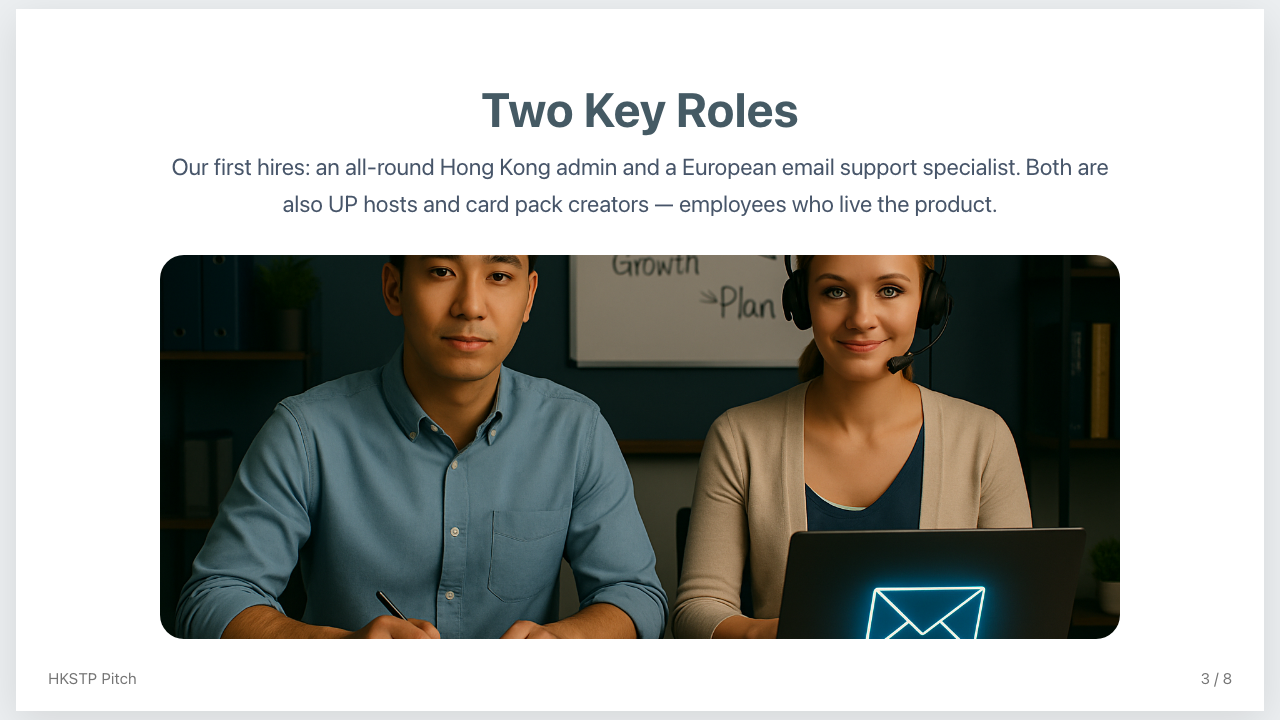 Two Key Roles
Our first hires: an all-round Hong Kong admin and a European email support specialist. Both are
also UP hosts and card pack creators — employees who live the product.
Growth
Plan
HKSTP Pitch
3 / 8